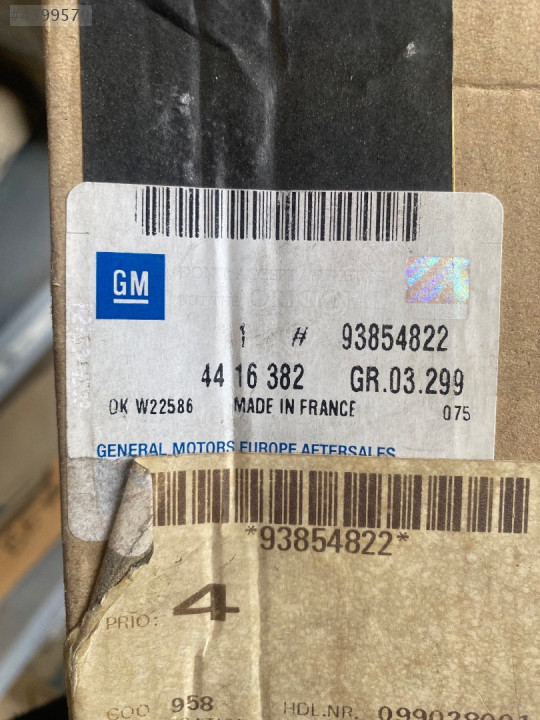 GM
1 # 93854822
44 16 382 GR.03.299
OK W22586 MADE IN FRANCE 075
GENERAL MOTORS EUROPE AFTERSALES
*93854822*
PRIO: 4
958 HDL.NR.